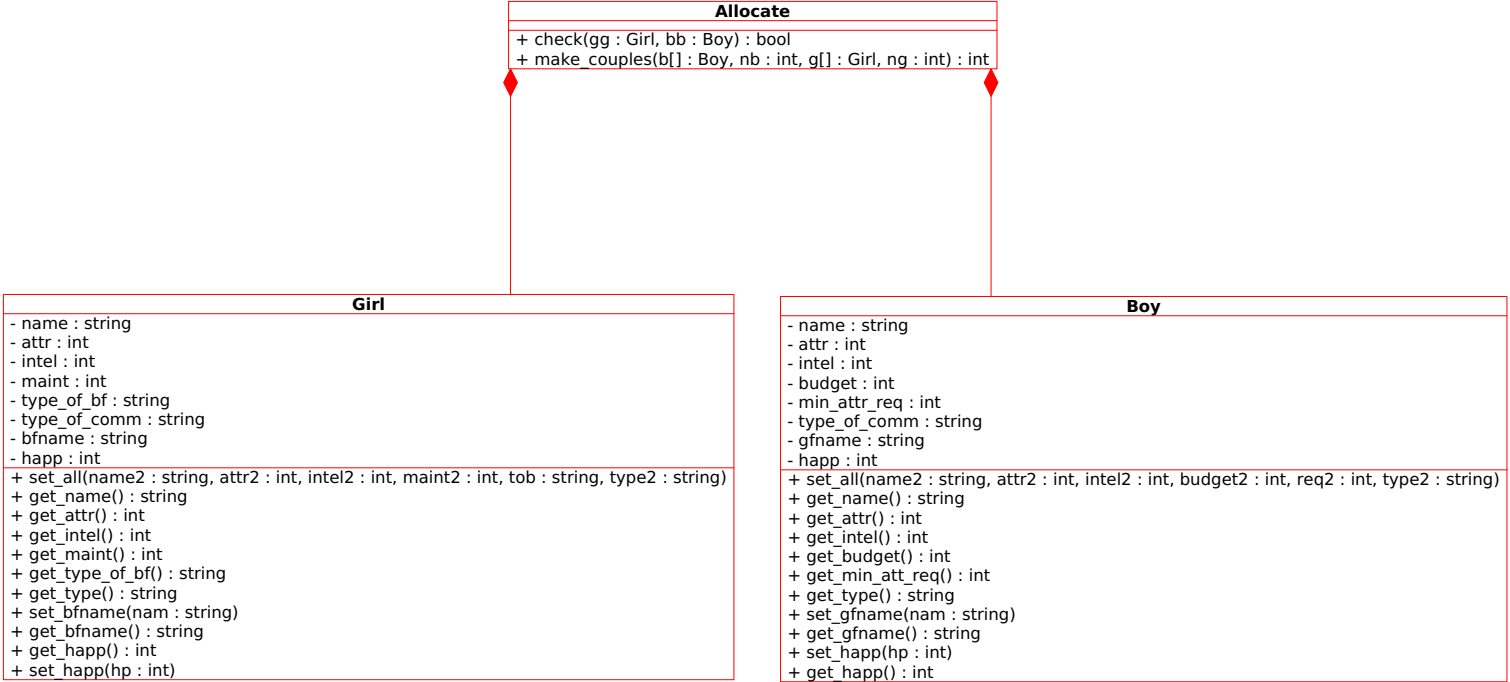 Allocate
+ check(gg : Girl, bb : Boy) : bool
+ make_couples(b[] : Boy, nb : int, g[] : Girl, ng : int) : int
Girl
- name : string
- attr : int
- intel : int
- maint : int
- type_of_bf : string
- type_of_comm : string
- bfname : string
- happ : int
+ set_all(name2 : string, attr2 : int, intel2 : int, maint2 : int, tob : string, type2 : string)
+ get_name() : string
+ get_attr() : int
+ get_intel() : int
+ get_maint() : int
+ get_type_of_bf() : string
+ get_type() : string
+ set_bfname(nam : string)
+ get_bfname() : string
+ get_happ() : int
+ set_happ(hp : int)
Boy
- name : string
- attr : int
- intel : int
- budget : int
- min_attr_req : int
- type_of_comm : string
- gfname : string
- happ : int
+ set_all(name2 : string, attr2 : int, intel2 : int, budget2 : int, req2 : int, type2 : string)
+ get_name() : string
+ get_attr() : int
+ get_intel() : int
+ get_budget() : int
+ get_min_att_req() : int
+ get_type() : string
+ set_gfname(nam : string)
+ get_gfname() : string
+ set_happ(hp : int)
+ get_happ() : int